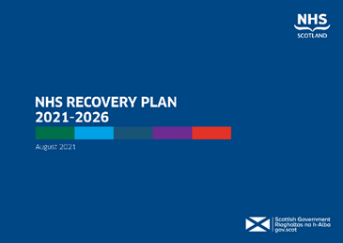 NHS
SCOTLAND
NHS RECOVERY PLAN
2021-2026
August 2021
Scottish Government
Riaghaltas na h-Alba
gov.scot